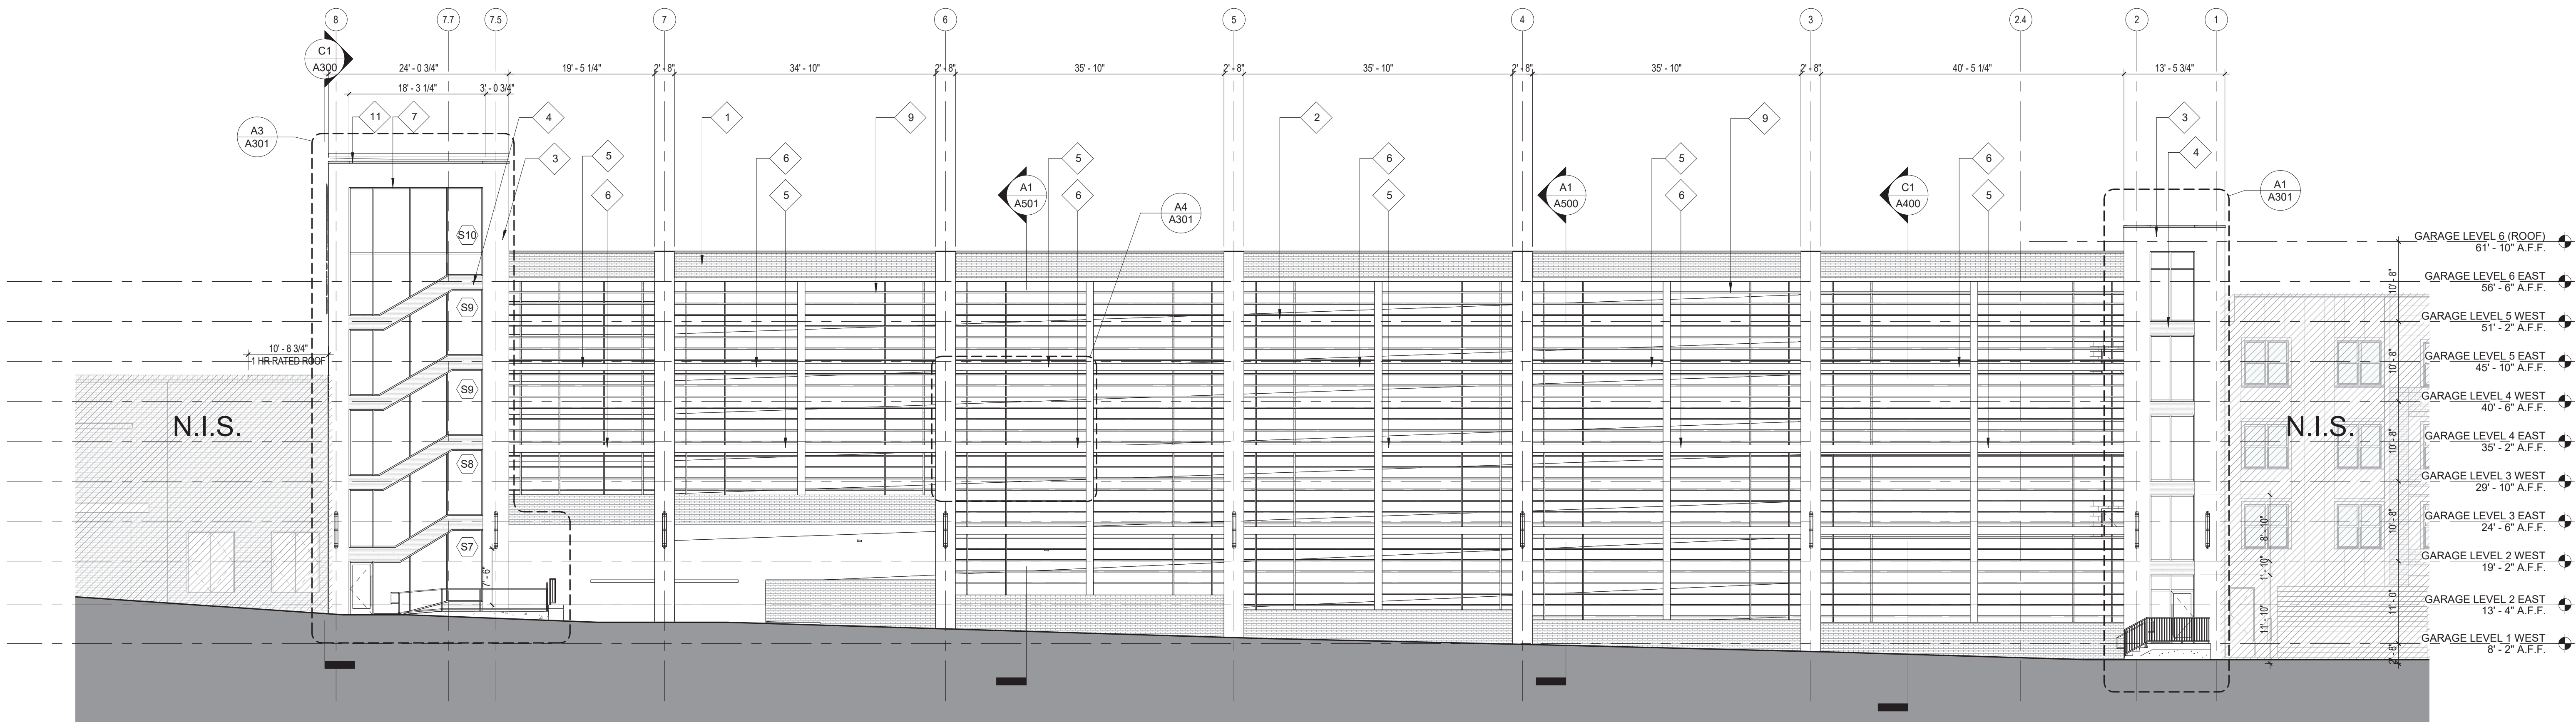 8
7.7
7.5
7
6
5
4
3
2.4
2
1
C1
A300
24' - 0 3/4"
19' - 5 1/4"
2' - 8"
34' - 10"
2' - 8"
35' - 10"
2' - 8"
35' - 10"
2' - 8"
35' - 10"
2' - 8"
40' - 5 1/4"
13' - 5 3/4"
18' - 3 1/4"
3' - 0 3/4"
11
7
4
1
9
2
9
3
A3
A301
3
5
6
5
6
5
6
4
6
5
6
5
6
5
A1
A501
A4
A301
A1
A500
C1
A400
A1
A301
S10
S9
S9
S8
S7
10' - 8 3/4"
1 HR RATED ROOF
N.I.S.
N.I.S.
7' - 6"
GARAGE LEVEL 6 (ROOF)
61' - 10" A.F.F.
GARAGE LEVEL 6 EAST
56' - 6" A.F.F.
GARAGE LEVEL 5 WEST
51' - 2" A.F.F.
GARAGE LEVEL 5 EAST
45' - 10" A.F.F.
GARAGE LEVEL 4 WEST
40' - 6" A.F.F.
GARAGE LEVEL 4 EAST
35' - 2" A.F.F.
GARAGE LEVEL 3 WEST
29' - 10" A.F.F.
GARAGE LEVEL 3 EAST
24' - 6" A.F.F.
GARAGE LEVEL 2 WEST
19' - 2" A.F.F.
GARAGE LEVEL 2 EAST
13' - 4" A.F.F.
GARAGE LEVEL 1 WEST
8' - 2" A.F.F.
10' - 8"
10' - 8"
10' - 8"
10' - 8"
11' - 0"
2' - 8"
8' - 10"
1' - 10"
11' - 10"